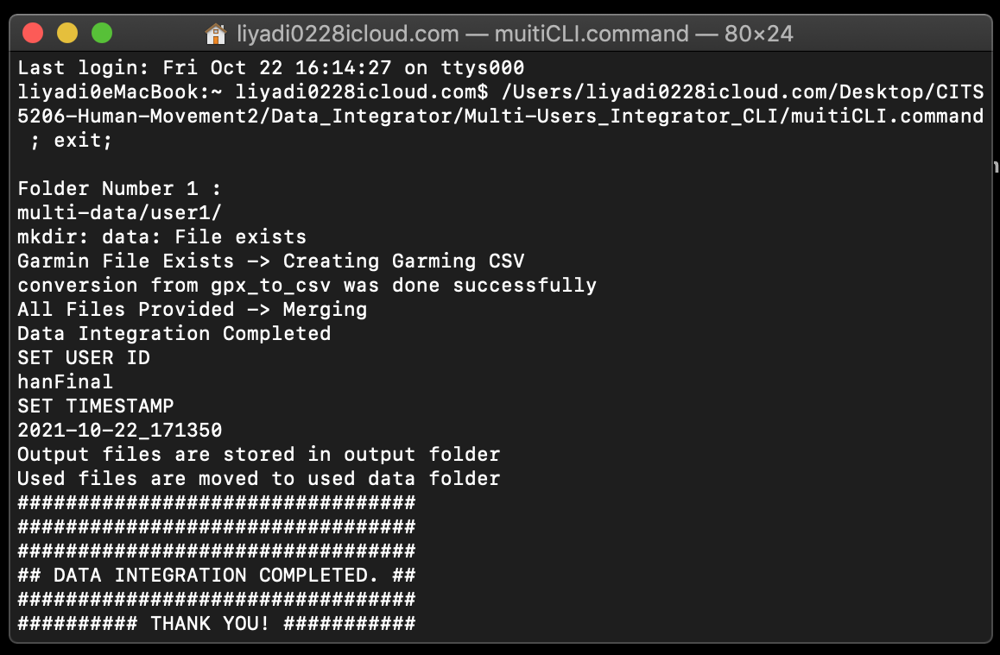 liyadi0228icloud.com — muitiCLI.command — 80×24
Last login: Fri Oct 22 16:14:27 on ttys000
liyadi0eMacBook:~ liyadi0228icloud.com$ /Users/liyadi0228icloud.com/Desktop/CITS
5206-Human-Movement2/Data_Integrator/Multi-Users_Integrator_CLI/muitiCLI.command
 ; exit;
Folder Number 1 :
multi-data/user1/
mkdir: data: File exists
Garmin File Exists -> Creating Garming CSV
conversion from gpx_to_csv was done successfully
All Files Provided -> Merging
Data Integration Completed
SET USER ID
hanFinal
SET TIMESTAMP
2021-10-22_171350
Output files are stored in output folder
Used files are moved to used data folder
#################################
#################################
#################################
## DATA INTEGRATION COMPLETED. ##
#################################
########## THANK YOU! ###########